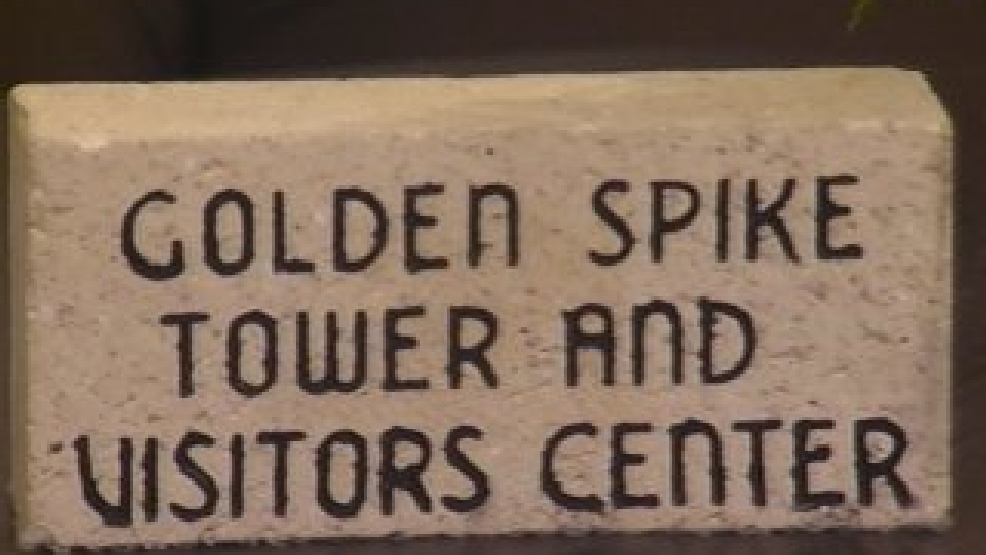 GOLDEN SPIKE
TOWER AND
VISITORS CENTER